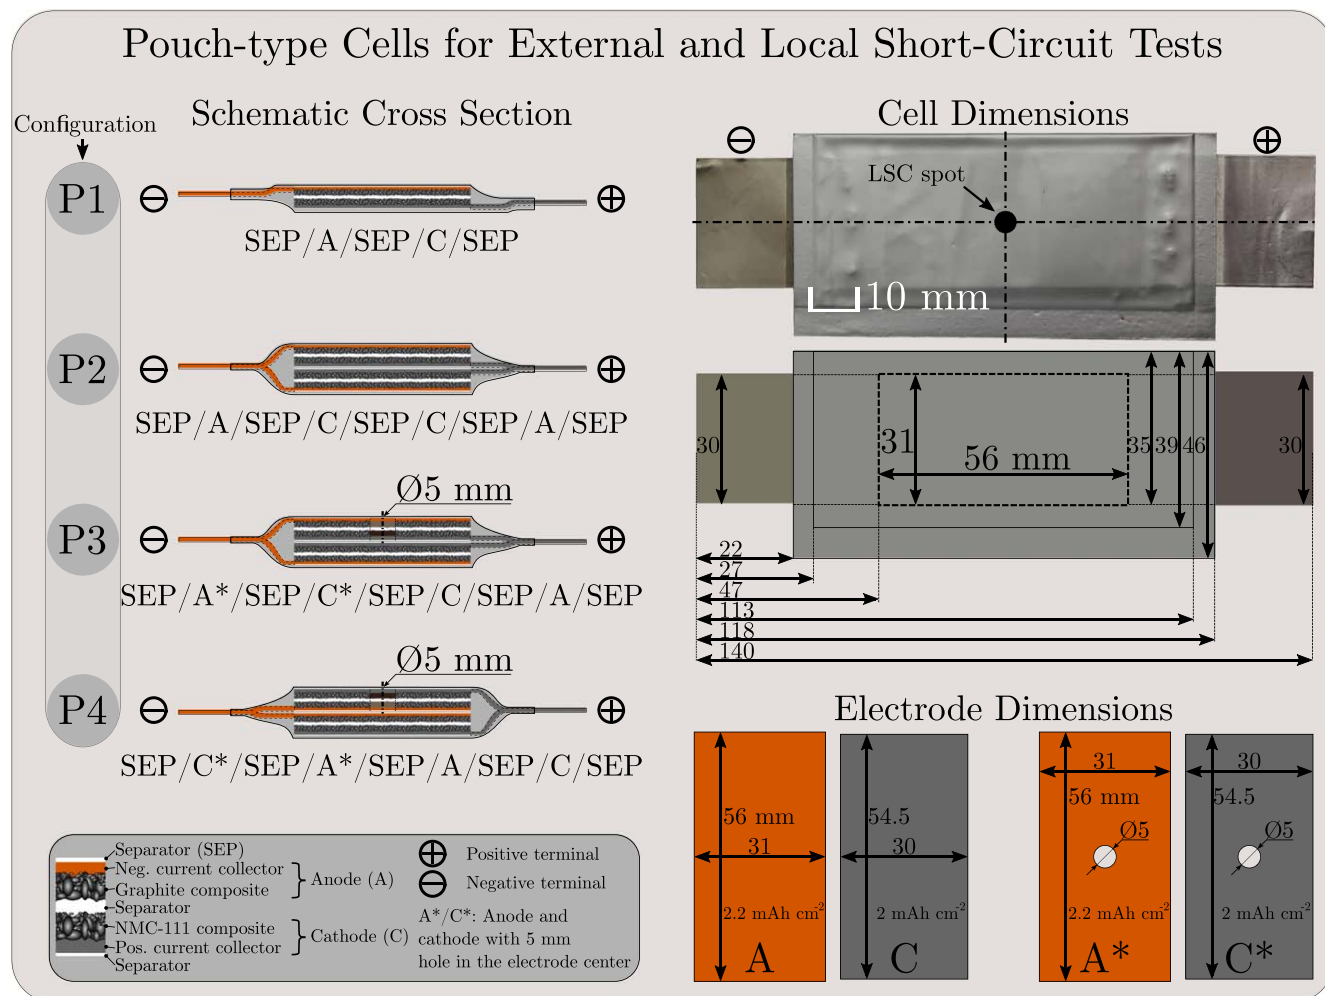 Pouch-type Cells for External and Local Short-Circuit Tests
Configuration
Schematic Cross Section
P1
SEP/A/SEP/C/SEP
P2
SEP/A/SEP/C/SEP/C/SEP/A/SEP
P3
Ø5 mm
SEP/A*/SEP/C*/SEP/C/SEP/A/SEP
P4
Ø5 mm
SEP/C*/SEP/A*/SEP/A/SEP/C/SEP
Separator (SEP)
Neg. current collector
Graphite composite
Separator
NMC-111 composite
Pos. current collector
Separator
Anode (A)
Cathode (C)
Positive terminal
Negative terminal
A*/C*: Anode and
cathode with 5 mm
hole in the electrode center
Cell Dimensions
LSC spot
10 mm
30
31
56 mm
35
39
46
30
22
27
47
113
118
140
Electrode Dimensions
56 mm
31
2.2 mAh cm-2
A
54.5
30
2 mAh cm-2
C
31
56 mm
Ø5
2.2 mAh cm-2
A*
30
54.5
Ø5
2 mAh cm-2
C*